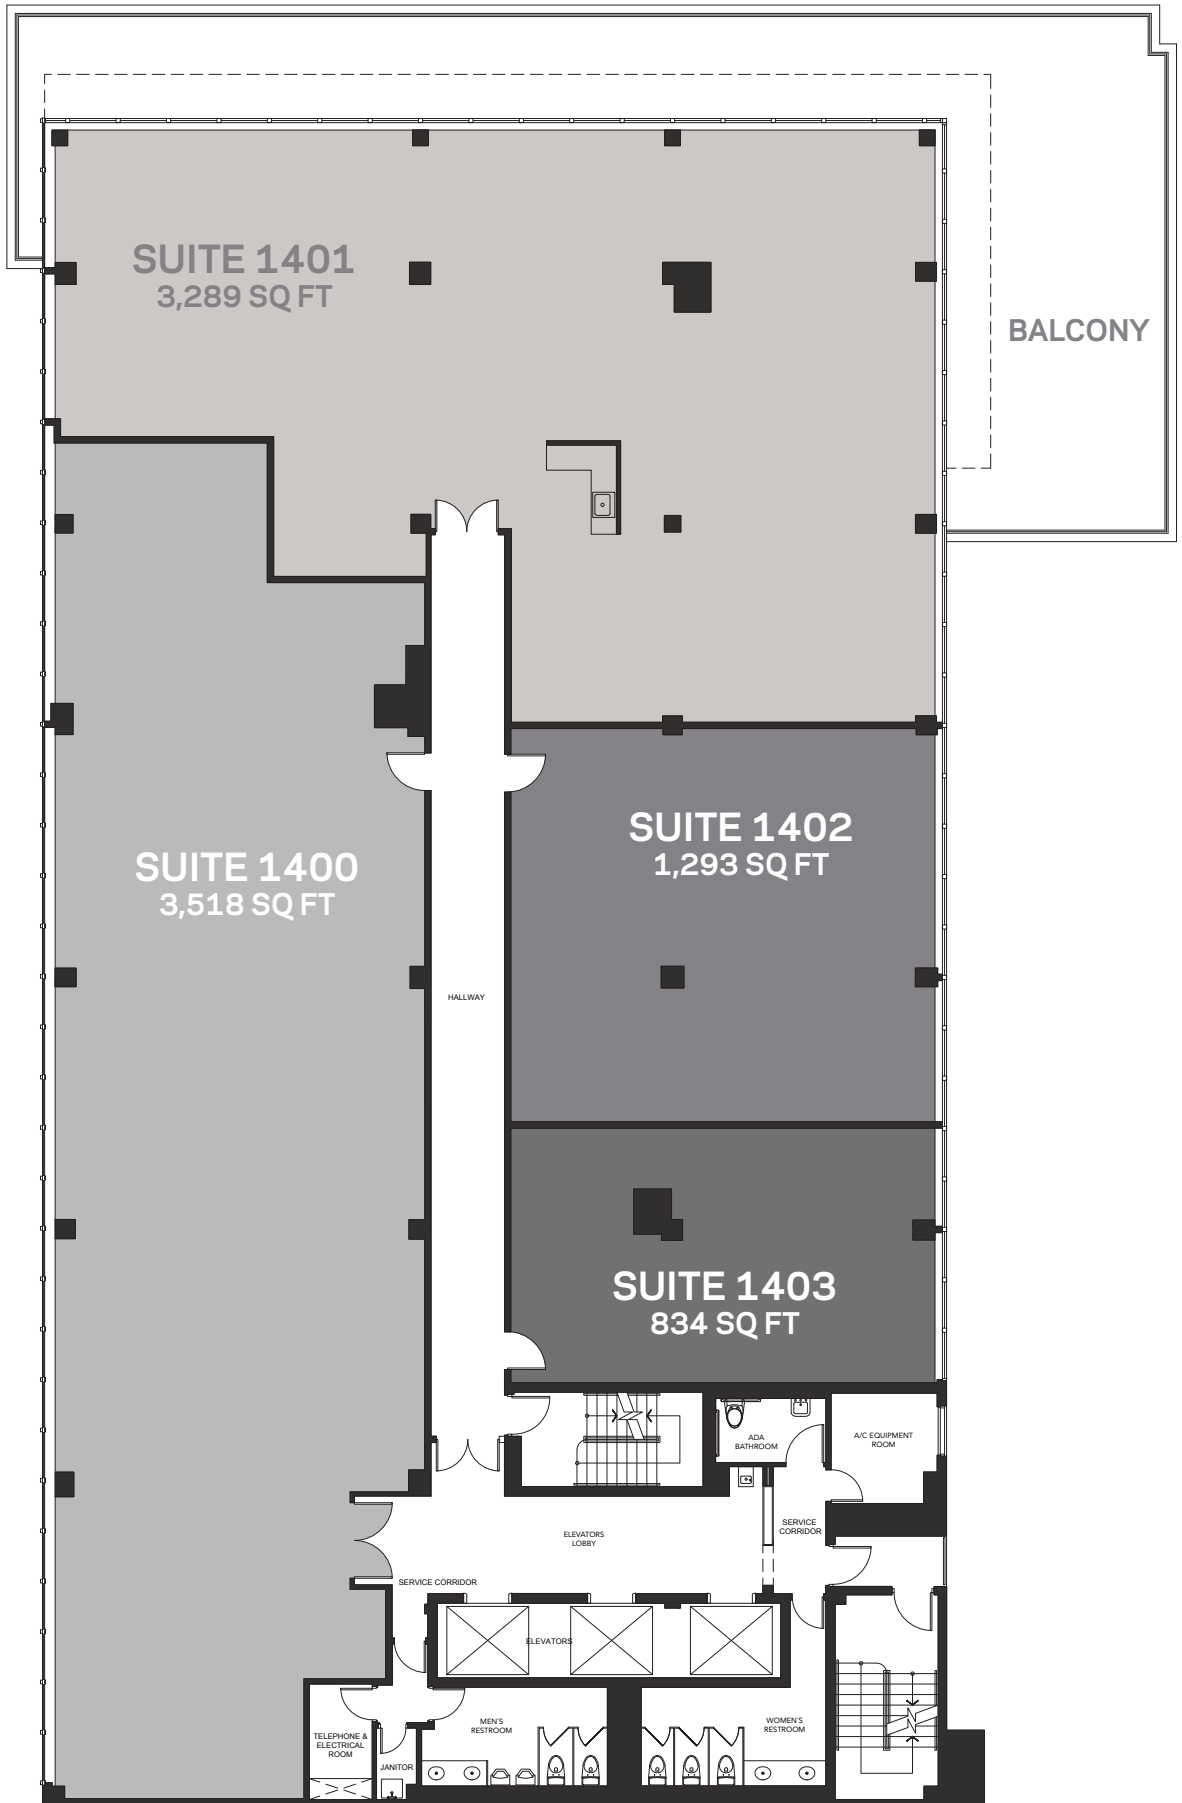 SUITE 1401
3,289 SQ FT
BALCONY
SUITE 1402
1,293 SQ FT
SUITE 1400
3,518 SQ FT
HALLWAY
SUITE 1403
834 SQ FT
ADA
BATHROOM
A/C EQUIPMENT
ROOM
SERVICE
CORRIDOR
ELEVATORS
LOBBY
SERVICE CORRIDOR
ELEVATORS
MEN'S
RESTROOM
WOMEN'S
RESTROOM
TELEPHONE &
ELECTRICAL
ROOM
JANITOR